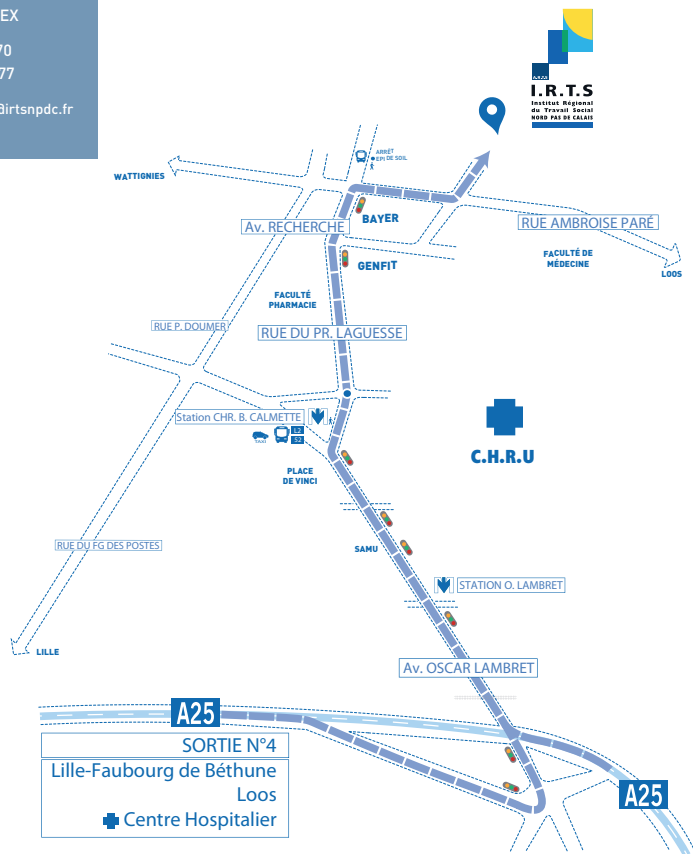 EX
70
77
@irtsnpdc.fr
I.R.T.S
Institut Régional
du Travail Social
NORD PAS DE CALAIS
ARRÊT
EPI DE SOIL
WATTIGNIES
BAYER
Av. RECHERCHE
RUE AMBROISE PARÉ
GENFIT
FACULTÉ DE
MÉDECINE
LOOS
FACULTÉ
PHARMACIE
RUE P. DOUMER
RUE DU PR. LAGUESSE
Station CHR. B. CALMETTE
TAXI
L2
S2
C.H.R.U
PLACE
DE VINCI
RUE DU FG DES POSTES
SAMU
STATION O. LAMBRET
LILLE
Av. OSCAR LAMBRET
A25
SORTIE N°4
Lille-Faubourg de Béthune
Loos
Centre Hospitalier
A25